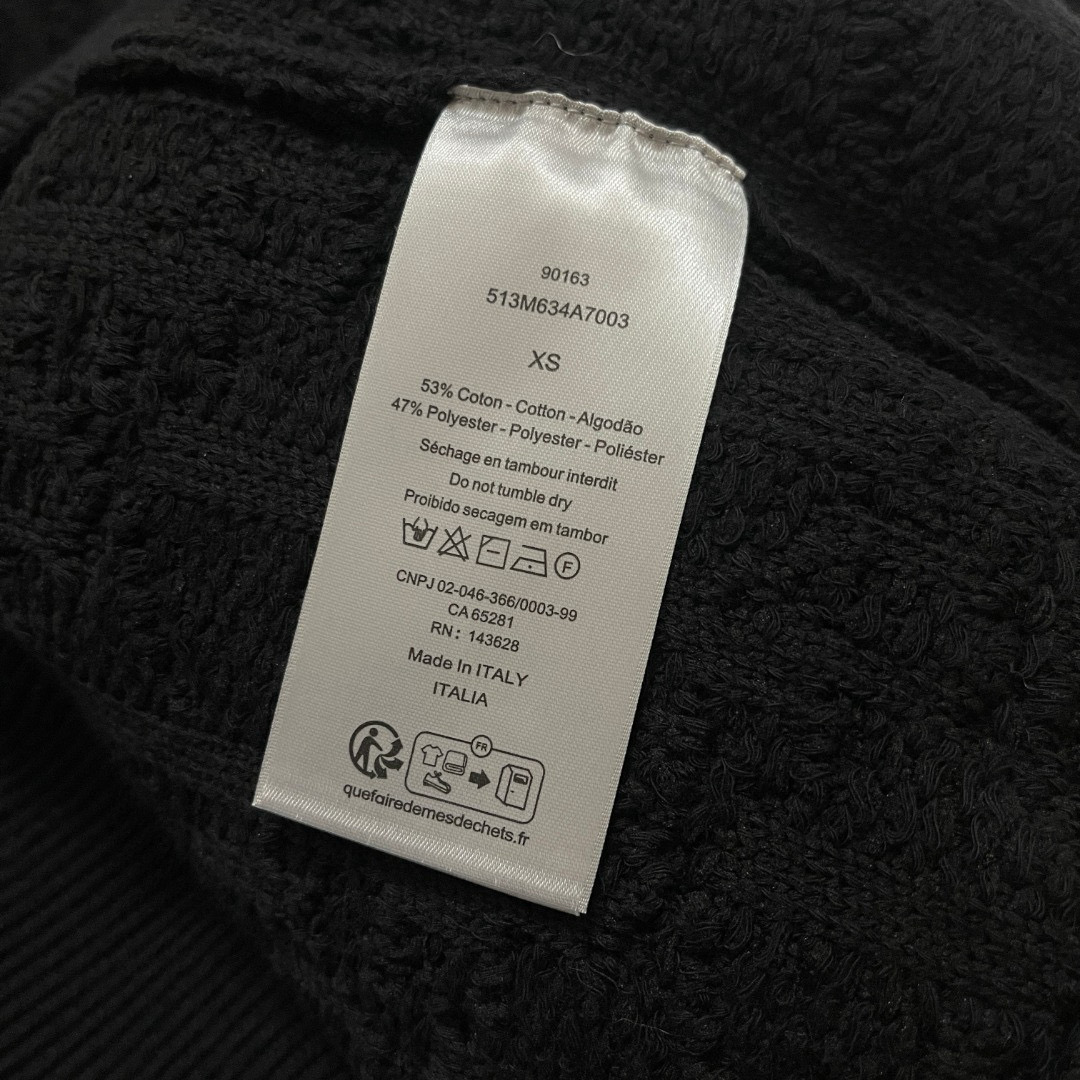 90163
513M634A7003
XS
53% Coton - Cotton - Algodão
47% Polyester - Polyester - Poliéster
Séchage en tambour interdit
Do not tumble dry
Proibido secagem em tambor
F
CNPJ 02-046-366/0003-99
CA 65281
RN : 143628
Made In ITALY
ITALIA
FR
quefairedemesdechets.fr